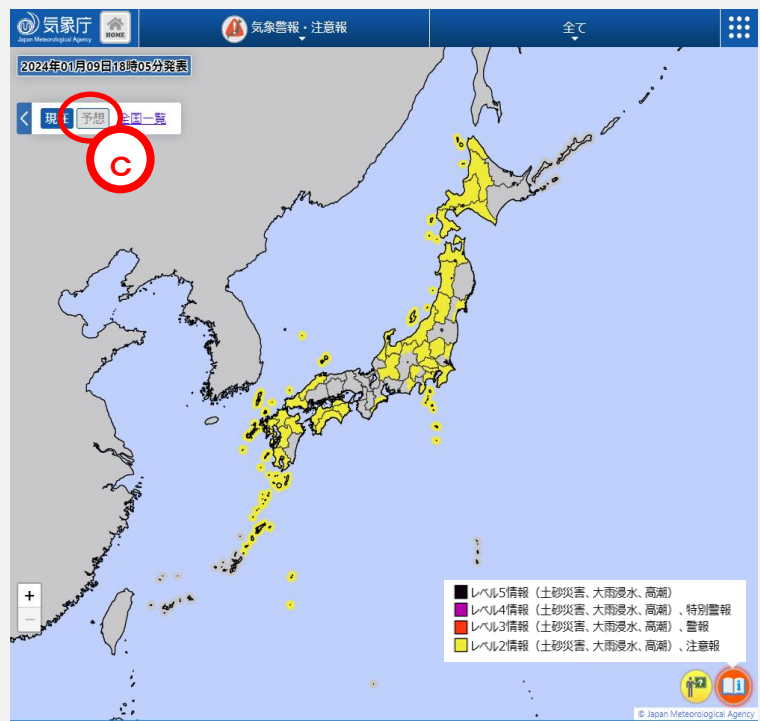 気象庁
Japan Meteorological Agency
HOME
気象警報・注意報
全て
2024年01月09日18時05分発表
現在 予想 全国一覧
C
+
−
レベル5情報（土砂災害、大雨浸水、高潮）
レベル4情報（土砂災害、大雨浸水、高潮）、特別警報
レベル3情報（土砂災害、大雨浸水、高潮）、警報
レベル2情報（土砂災害、大雨浸水、高潮）、注意報
© Japan Meteorological Agency